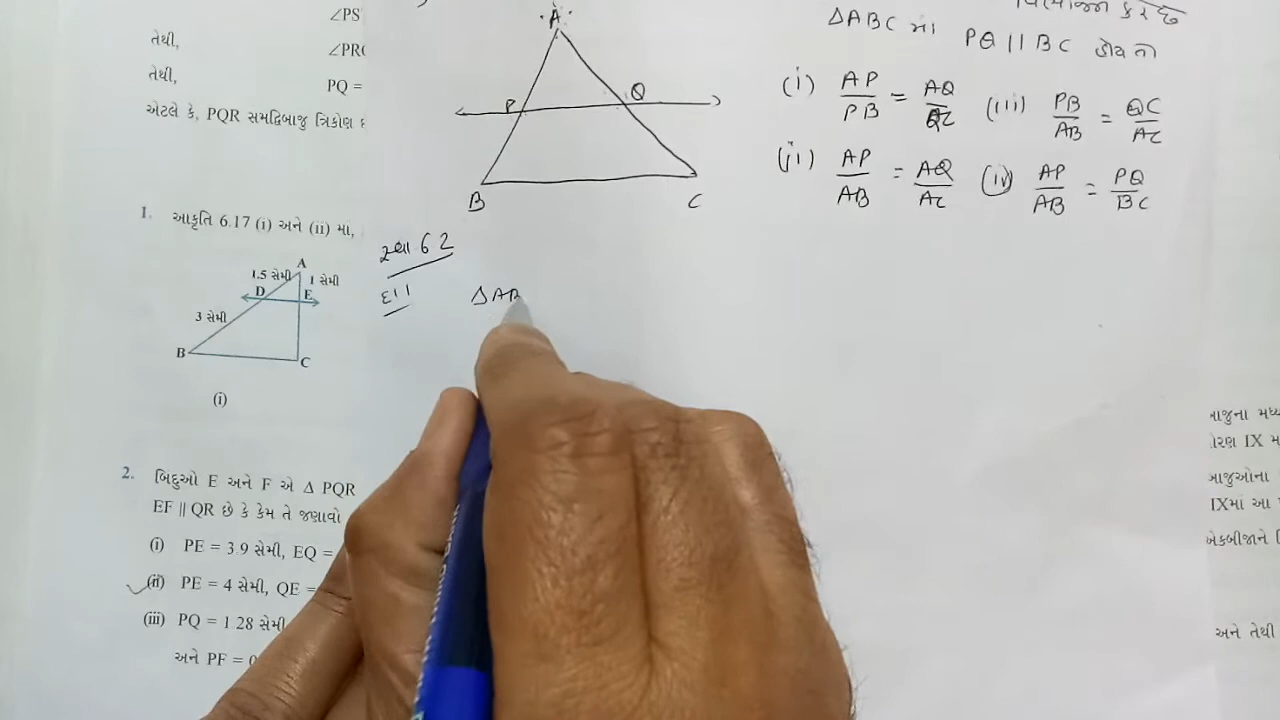 ∠PS
તેથી, ∠PRQ
તેથી, PQ =
એટલે કે, PQR સમદ્વિબાજુ ત્રિકોણ
A
P Q
B C
ΔABC માં PQ || BC હોય તો
(i) AP/PB = AQ/QC (iii) PB/AB = QC/AC
(ii) AP/AB = AQ/AC (iv) AP/AB = PQ/BC
1. આકૃતિ 6.17 (i) અને (ii) માં,
સ્વા 6 2
ΔAB
A
1.5 સેમી 1 સેમી
D E
3 સેમી
B C
(i)
2. બિંદુઓ E અને F એ Δ PQR
EF || QR છે કે કેમ તે જણાવો
(i) PE = 3.9 સેમી, EQ =
(ii) PE = 4 સેમી, QE =
(iii) PQ = 1 28 સેમી
અને PF = 0
બાજુના
ધોરણ IX
બાજુઓના
IXમાં આ
એકબીજાને
અને તેથી